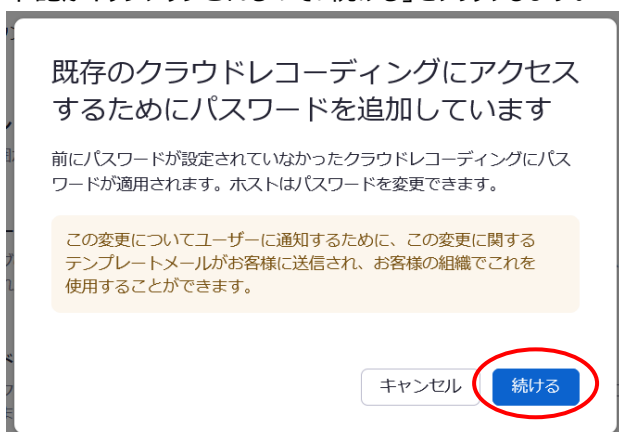 既存のクラウドレコーディングにアクセス
するためにパスワードを追加しています
前にパスワードが設定されていなかったクラウドレコーディングにパス
ワードが適用されます。ホストはパスワードを変更できます。
この変更についてユーザーに通知するために、この変更に関する
テンプレートメールがお客様に送信され、お客様の組織でこれを
使用することができます。
キャンセル
続ける